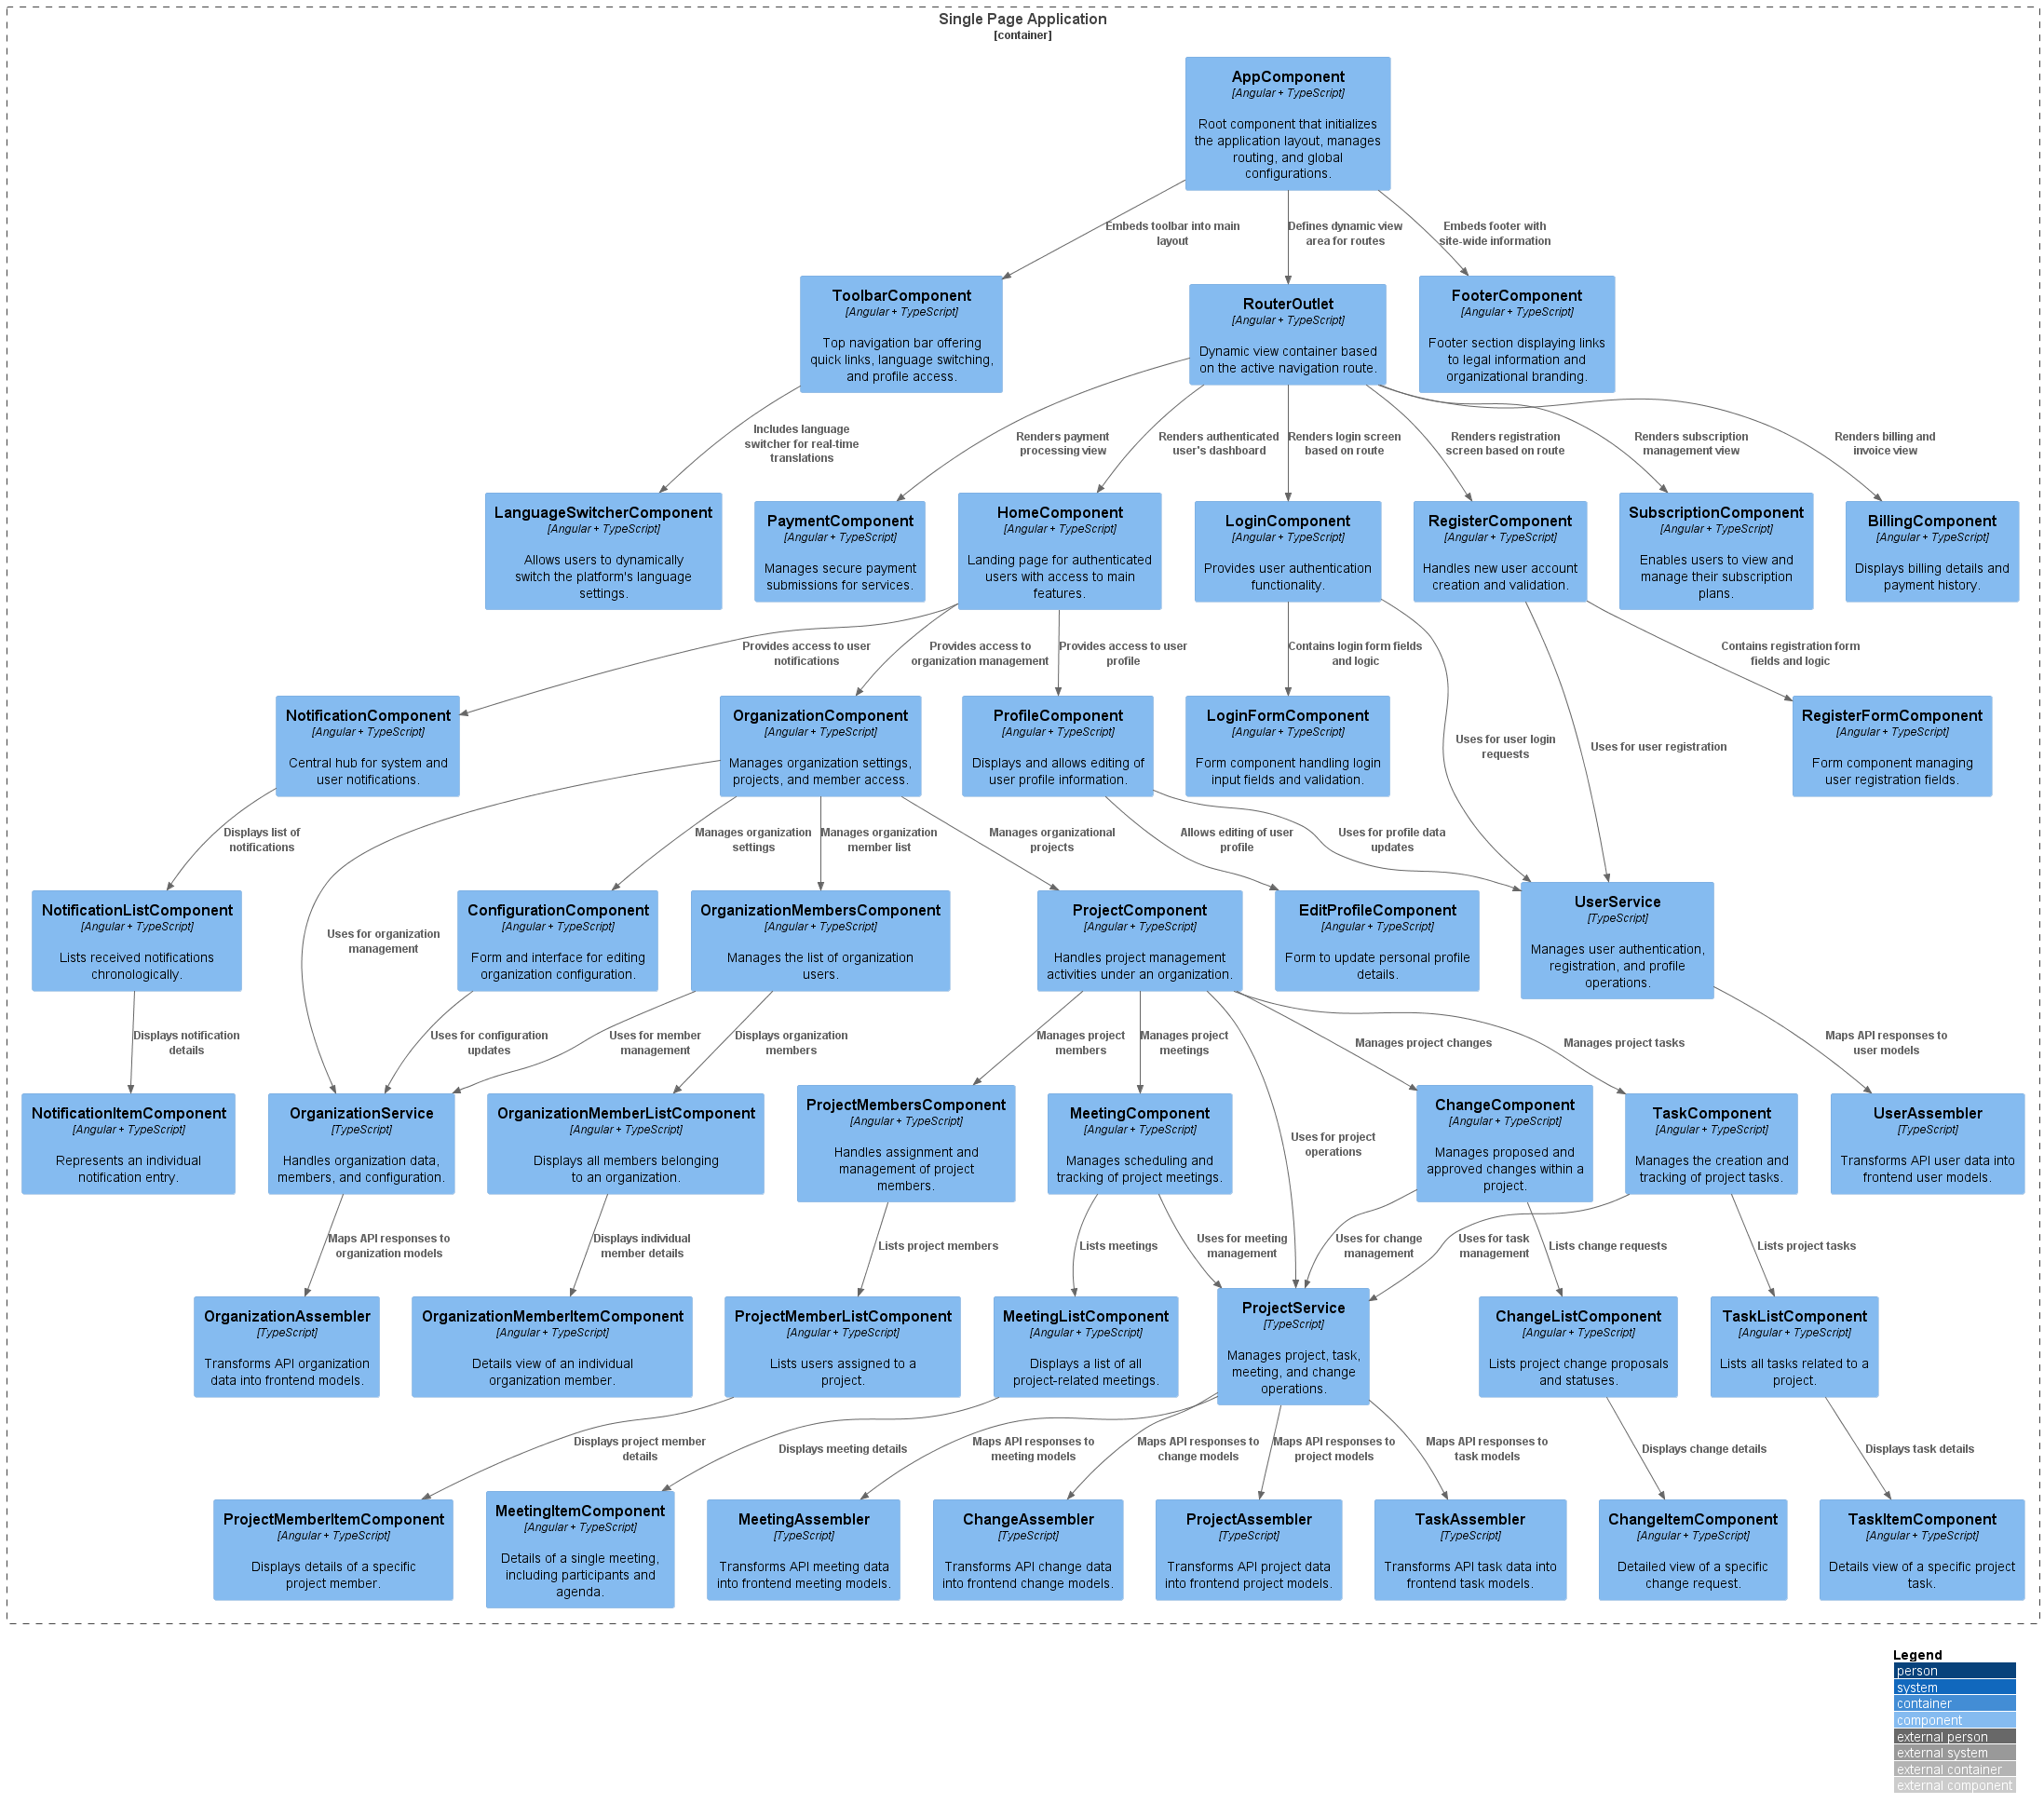 Single Page Application
[container]
AppComponent
[Angular + TypeScript]
Root component that initializes
the application layout, manages
routing, and global
configurations.
Embeds toolbar into main
layout
Defines dynamic view
area for routes
Embeds footer with
site-wide information
ToolbarComponent
[Angular + TypeScript]
Top navigation bar offering
quick links, language switching,
and profile access.
RouterOutlet
[Angular + TypeScript]
Dynamic view container based
on the active navigation route.
FooterComponent
[Angular + TypeScript]
Footer section displaying links
to legal information and
organizational branding.
Includes language
switcher for real-time
translations
Renders payment
processing view
Renders authenticated
user's dashboard
Renders login screen
based on route
Renders registration
screen based on route
Renders subscription
management view
Renders billing and
invoice view
LanguageSwitcherComponent
[Angular + TypeScript]
Allows users to dynamically
switch the platform's language
settings.
PaymentComponent
[Angular + TypeScript]
Manages secure payment
submissions for services.
HomeComponent
[Angular + TypeScript]
Landing page for authenticated
users with access to main
features.
LoginComponent
[Angular + TypeScript]
Provides user authentication
functionality.
RegisterComponent
[Angular + TypeScript]
Handles new user account
creation and validation.
SubscriptionComponent
[Angular + TypeScript]
Enables users to view and
manage their subscription
plans.
BillingComponent
[Angular + TypeScript]
Displays billing details and
payment history.
Provides access to user
notifications
Provides access to
organization management
Provides access to user
profile
Contains login form fields
and logic
Contains registration form
fields and logic
NotificationComponent
[Angular + TypeScript]
Central hub for system and
user notifications.
OrganizationComponent
[Angular + TypeScript]
Manages organization settings,
projects, and member access.
ProfileComponent
[Angular + TypeScript]
Displays and allows editing of
user profile information.
LoginFormComponent
[Angular + TypeScript]
Form component handling login
input fields and validation.
Uses for user login
requests
Uses for user registration
RegisterFormComponent
[Angular + TypeScript]
Form component managing
user registration fields.
Displays list of
notifications
Manages organization
settings
Manages organization
member list
Manages organizational
projects
Allows editing of user
profile
Uses for profile data
updates
NotificationListComponent
[Angular + TypeScript]
Lists received notifications
chronologically.
Uses for organization
management
ConfigurationComponent
[Angular + TypeScript]
Form and interface for editing
organization configuration.
OrganizationMembersComponent
[Angular + TypeScript]
Manages the list of organization
users.
ProjectComponent
[Angular + TypeScript]
Handles project management
activities under an organization.
EditProfileComponent
[Angular + TypeScript]
Form to update personal profile
details.
UserService
[TypeScript]
Manages user authentication,
registration, and profile
operations.
Displays notification
details
Uses for configuration
updates
Uses for member
management
Displays organization
members
Manages project
members
Manages project
meetings
Manages project changes
Manages project tasks
Maps API responses to
user models
NotificationItemComponent
[Angular + TypeScript]
Represents an individual
notification entry.
OrganizationService
[TypeScript]
Handles organization data,
members, and configuration.
OrganizationMemberListComponent
[Angular + TypeScript]
Displays all members belonging
to an organization.
ProjectMembersComponent
[Angular + TypeScript]
Handles assignment and
management of project
members.
MeetingComponent
[Angular + TypeScript]
Manages scheduling and
tracking of project meetings.
Uses for project
operations
ChangeComponent
[Angular + TypeScript]
Manages proposed and
approved changes within a
project.
TaskComponent
[Angular + TypeScript]
Manages the creation and
tracking of project tasks.
UserAssembler
[TypeScript]
Transforms API user data into
frontend user models.
Maps API responses to
organization models
Displays individual
member details
Lists project members
Lists meetings
Uses for meeting
management
Uses for change
management
Uses for task
management
Lists change requests
Lists project tasks
OrganizationAssembler
[TypeScript]
Transforms API organization
data into frontend models.
OrganizationMemberItemComponent
[Angular + TypeScript]
Details view of an individual
organization member.
ProjectMemberListComponent
[Angular + TypeScript]
Lists users assigned to a
project.
MeetingListComponent
[Angular + TypeScript]
Displays a list of all
project-related meetings.
ProjectService
[TypeScript]
Manages project, task,
meeting, and change
operations.
ChangeListComponent
[Angular + TypeScript]
Lists project change proposals
and statuses.
TaskListComponent
[Angular + TypeScript]
Lists all tasks related to a
project.
Displays project member
details
Displays meeting details
Maps API responses to
meeting models
Maps API responses to
change models
Maps API responses to
project models
Maps API responses to
task models
Displays change details
Displays task details
ProjectMemberItemComponent
[Angular + TypeScript]
Displays details of a specific
project member.
MeetingItemComponent
[Angular + TypeScript]
Details of a single meeting,
including participants and
agenda.
MeetingAssembler
[TypeScript]
Transforms API meeting data
into frontend meeting models.
ChangeAssembler
[TypeScript]
Transforms API change data
into frontend change models.
ProjectAssembler
[TypeScript]
Transforms API project data
into frontend project models.
TaskAssembler
[TypeScript]
Transforms API task data into
frontend task models.
ChangeItemComponent
[Angular + TypeScript]
Detailed view of a specific
change request.
TaskItemComponent
[Angular + TypeScript]
Details view of a specific project
task.
Legend
person
system
container
component
external person
external system
external container
external component